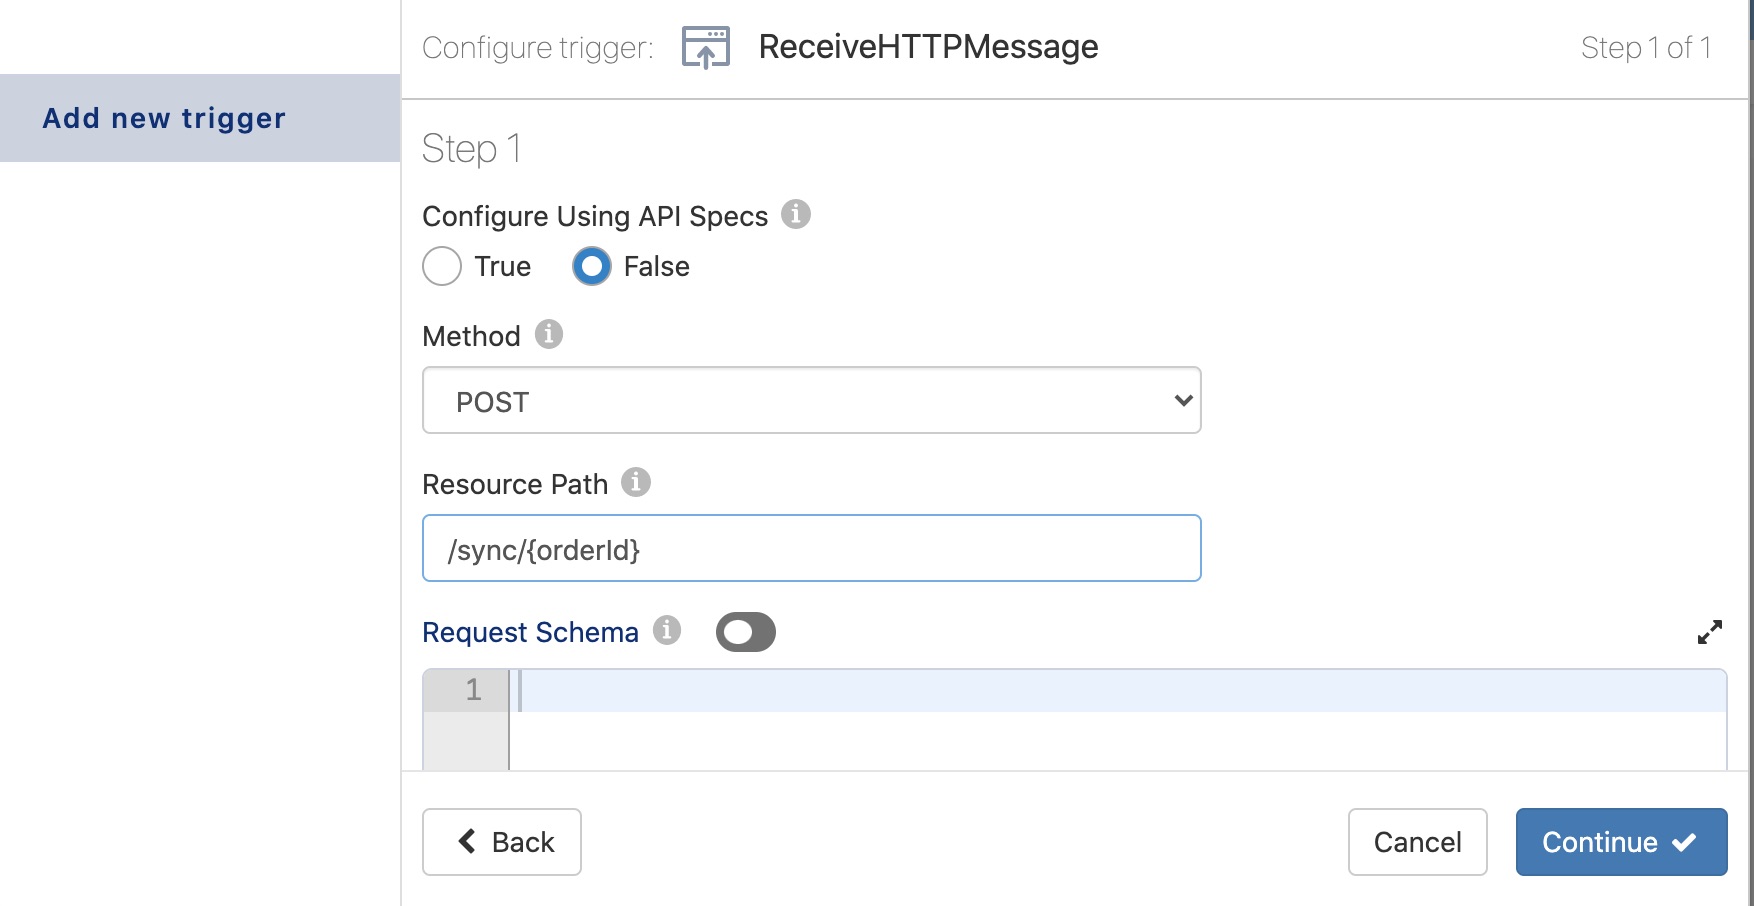 Configure trigger: ReceiveHTTPMessage Step 1 of 1
Add new trigger
Step 1
Configure Using API Specs
True False
Method
POST
Resource Path
/sync/{orderId}
Request Schema
1
Back Cancel Continue